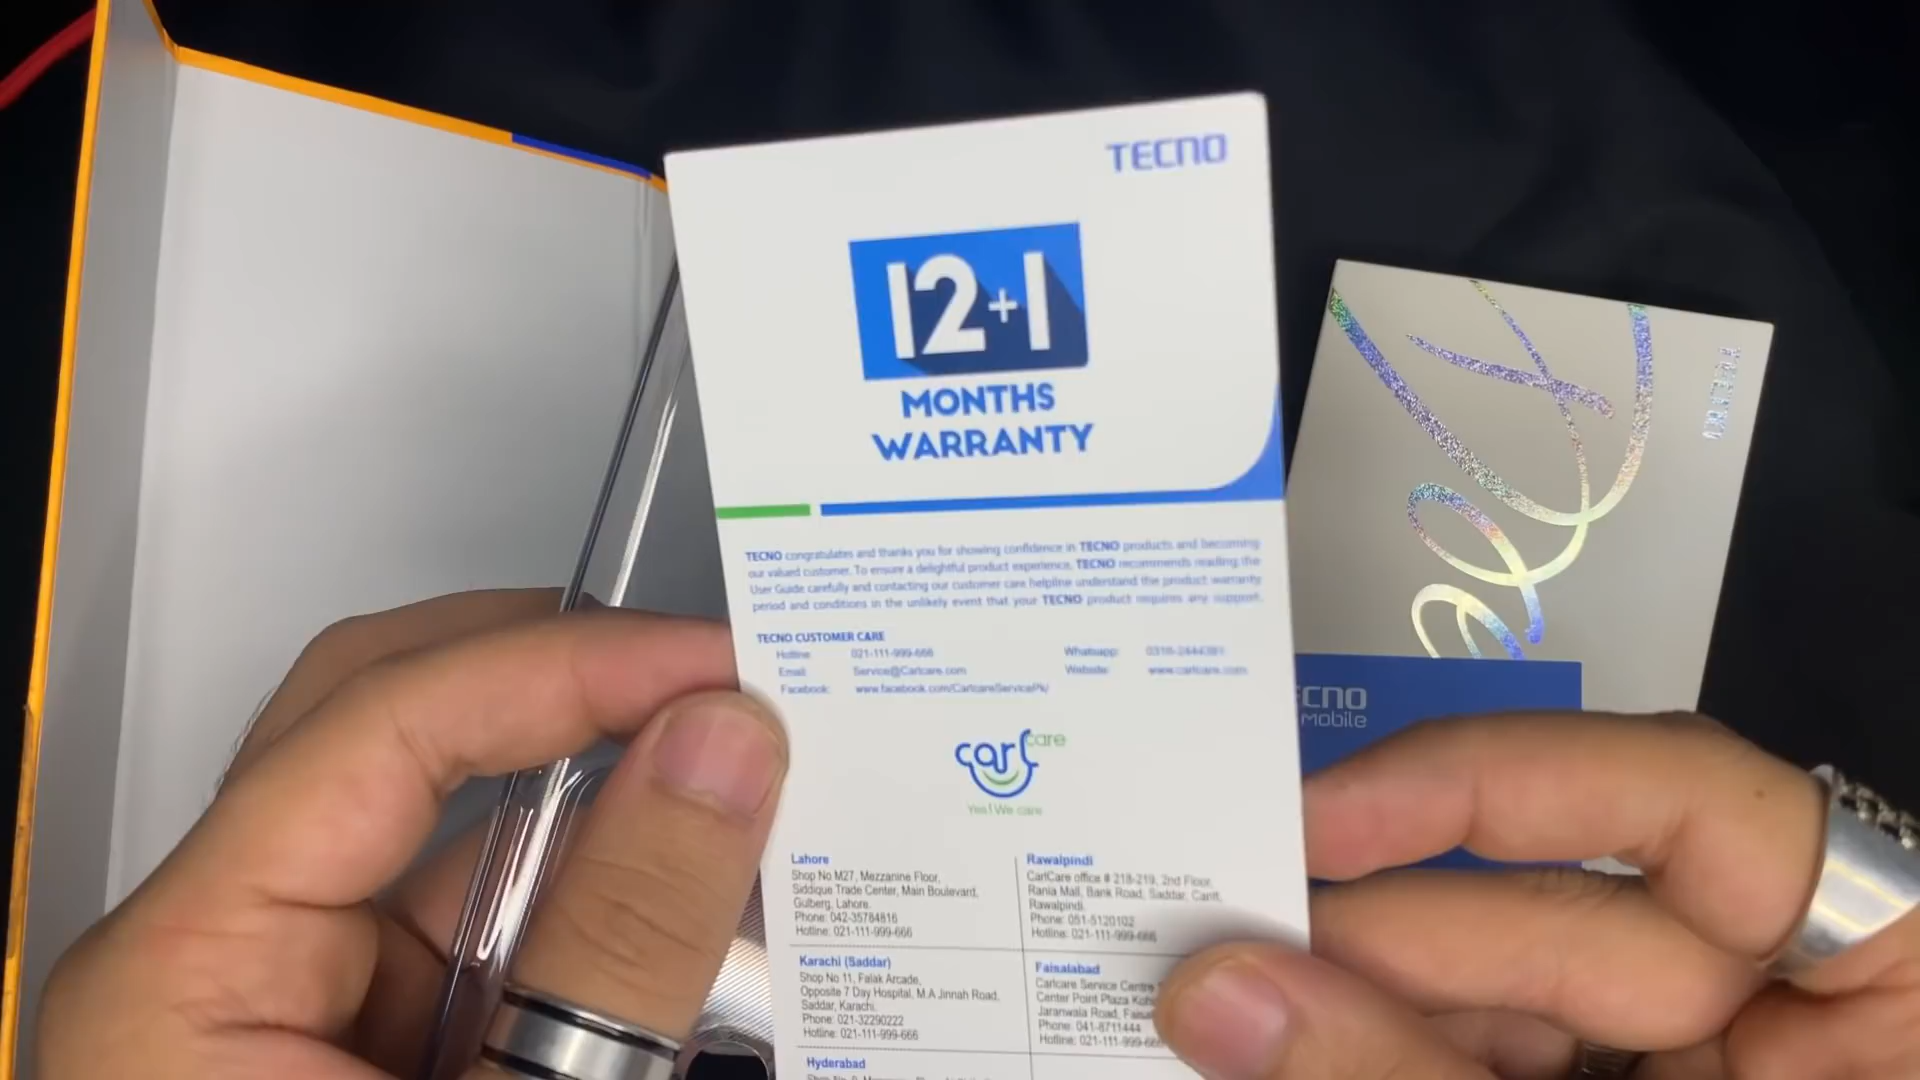 TECNO
12+1
MONTHS
WARRANTY
TECNO congratulates and thanks you for showing confidence in TECNO products and becoming
our valued customer. To ensure a delightful product experience, TECNO recommends reading the
User Guide carefully and contacting our customer care helpline understand the product warranty
period and conditions in the unlikely event that your TECNO product requires any support.
TECNO CUSTOMER CARE
Hotline: 021-111-999-666
Whatsapp:
Email: Service@Carlcare.com
Website: www.carlcare.com
Facebook: www.facebook.com/CarlcareServicePk/
carlcare
Yes! We care
Lahore
Shop No M27, Mezzanine Floor,
Siddique Trade Center, Main Boulevard,
Gulberg, Lahore.
Phone: 042-35784816
Hotline: 021-111-999-666
Rawalpindi
CarlCare office # 218-219, 2nd Floor,
Rania Mall, Bank Road, Saddar, Cantt,
Rawalpindi.
Phone: 051-5120102
Hotline: 021-111-999-666
Karachi (Saddar)
Shop No 11, Falak Arcade,
Opposite 7 Day Hospital, M.A Jinnah Road,
Saddar, Karachi.
Phone: 021-32290222
Hotline: 021-111-999-666
Faisalabad
Carlcare Service Centre
Center Point Plaza
Jaranwala Road,
Phone: 041-8711444
Hotline: 021-111-999-666
Hyderabad
CNO
mobile